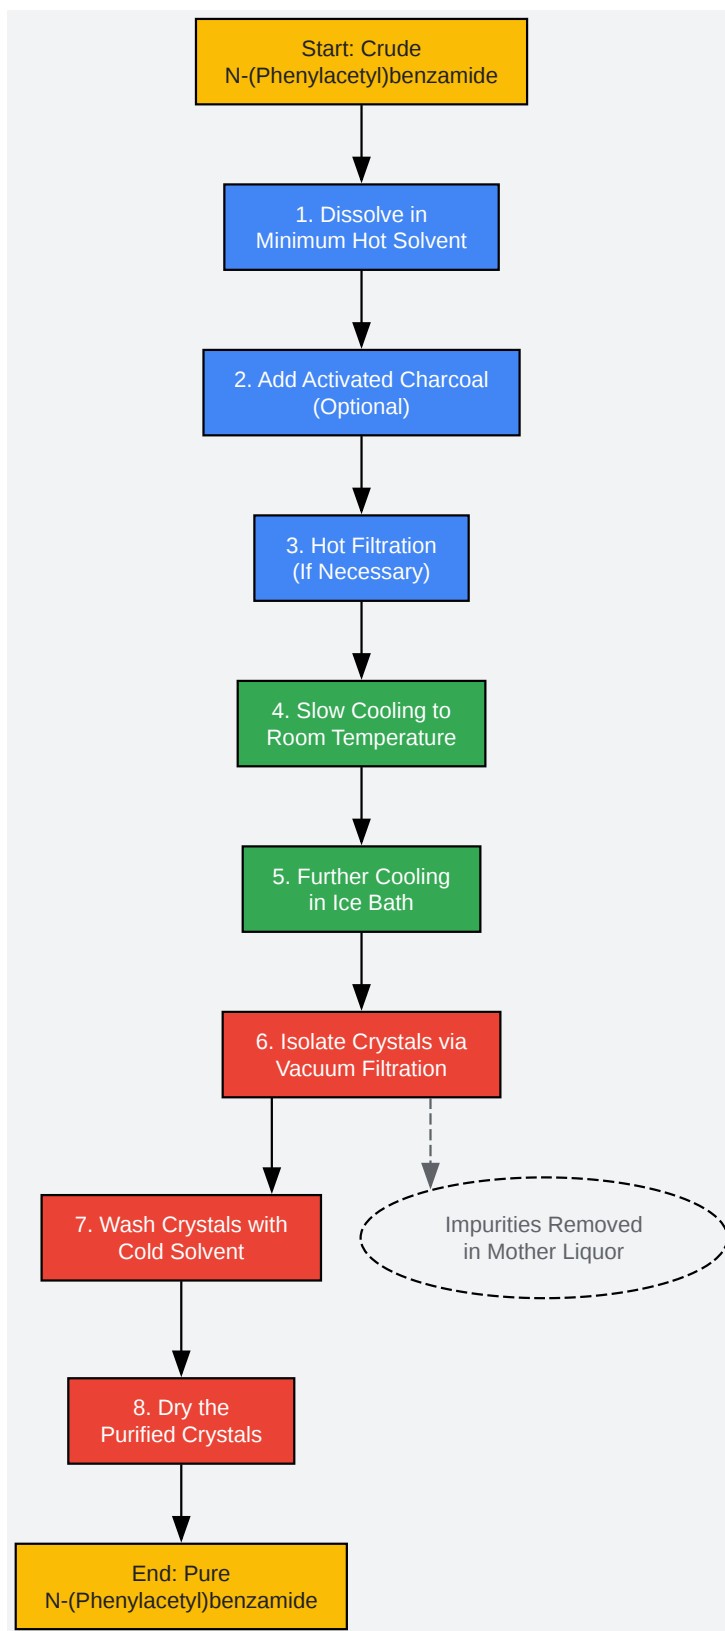 Start: Crude
N-(Phenylacetyl)benzamide
1. Dissolve in
Minimum Hot Solvent
2. Add Activated Charcoal
(Optional)
3. Hot Filtration
(If Necessary)
4. Slow Cooling to
Room Temperature
5. Further Cooling
in Ice Bath
6. Isolate Crystals via
Vacuum Filtration
7. Wash Crystals with
Cold Solvent
Impurities Removed
in Mother Liquor
8. Dry the
Purified Crystals
End: Pure
N-(Phenylacetyl)benzamide